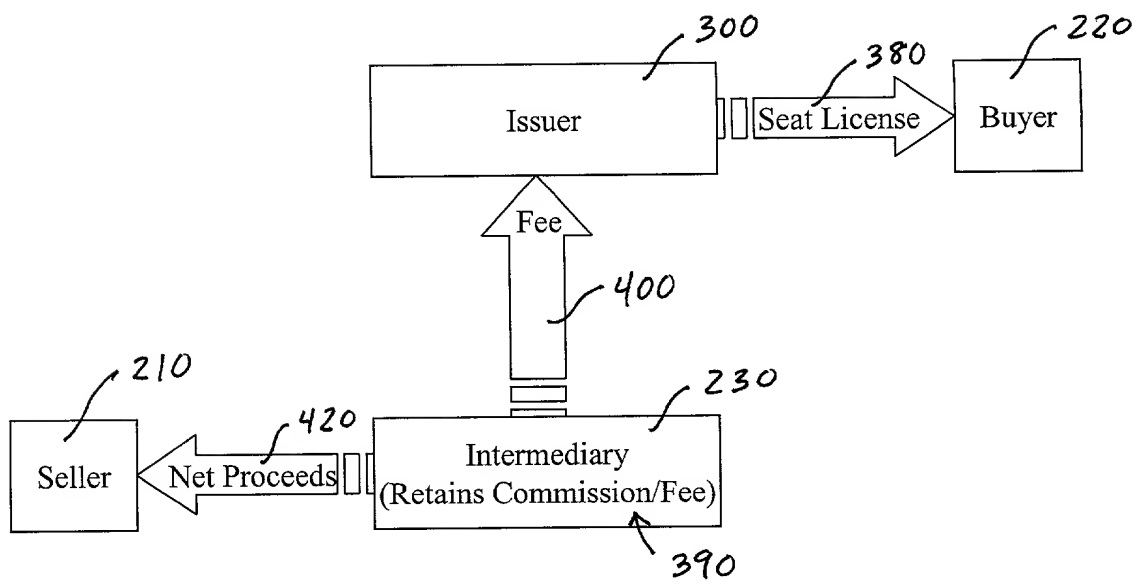 300
380
220
Issuer
Seat License
Buyer
Fee
400
210
420
230
Seller
Net Proceeds
Intermediary
(Retains Commission/Fee)
390